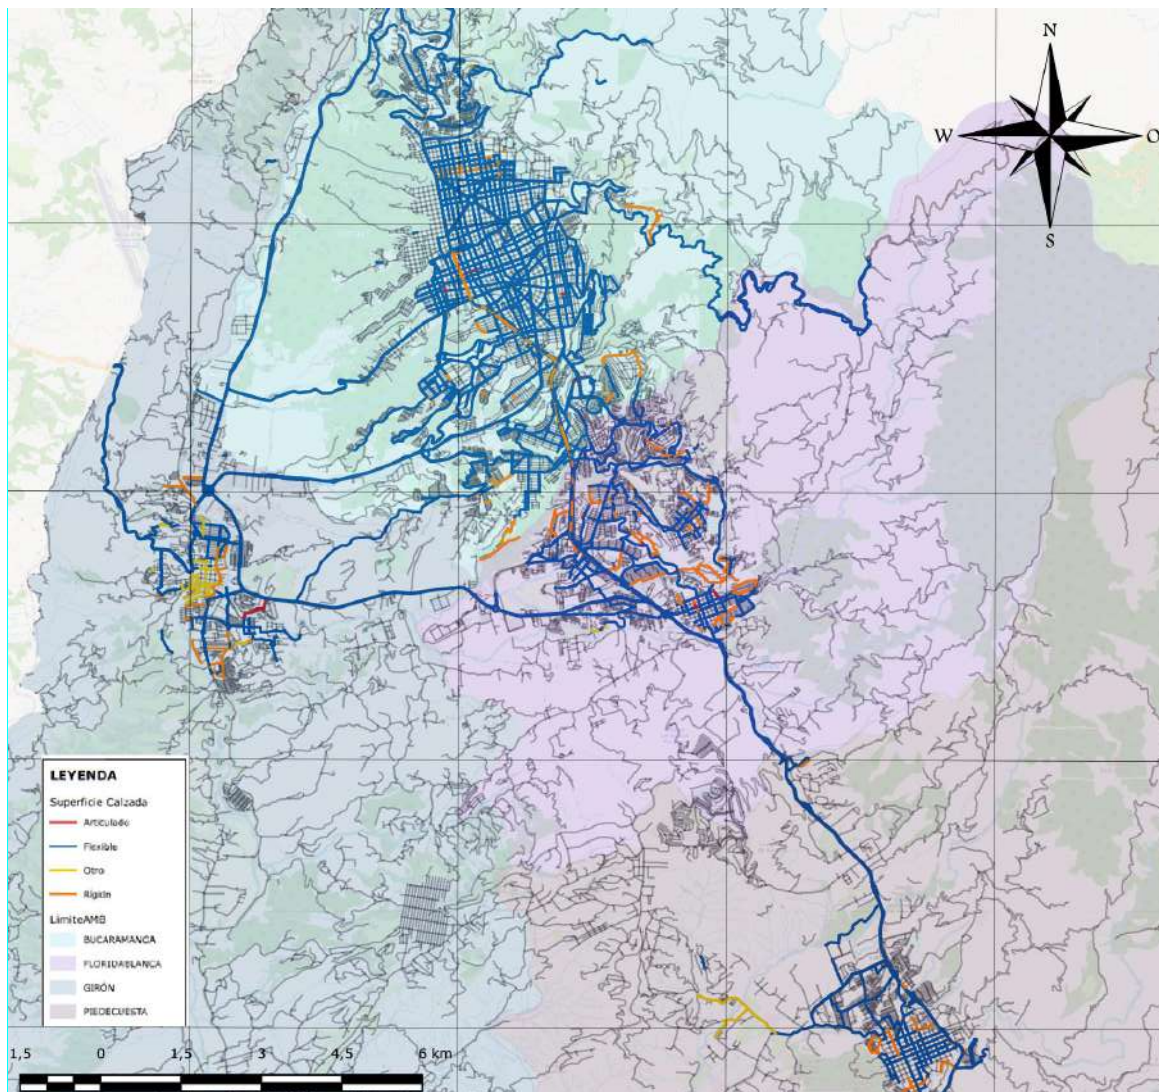 N
W
O
S
LEYENDA
Superficie Calzada
Articulado
Flexible
Otro
Rígido
LímiteAMB
BUCARAMANGA
FLORIDABLANCA
GIRÓN
PIEDECUESTA
1,5 0 1,5 3 4,5 6 km